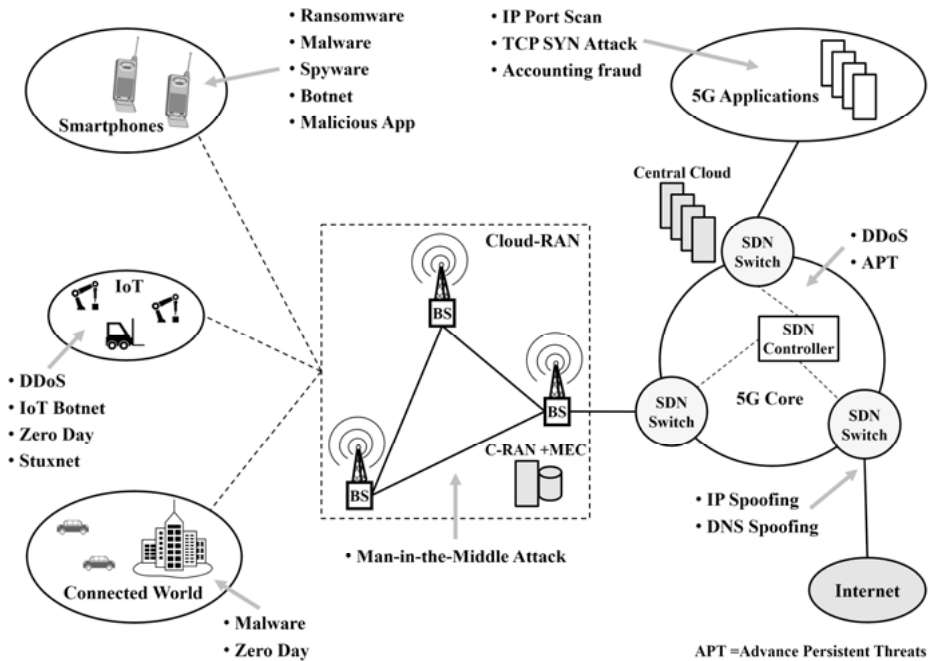 • Ransomware
• Malware
• Spyware
• Botnet
• Malicious App
Smartphones
• IP Port Scan
• TCP SYN Attack
• Accounting fraud
5G Applications
Central Cloud
SDN
Switch
• DDoS
• APT
Cloud-RAN
BS
IoT
• DDoS
• IoT Botnet
• Zero Day
• Stuxnet
BS
BS
C-RAN +MEC
SDN
Controller
SDN
Switch
5G Core
SDN
Switch
• IP Spoofing
• DNS Spoofing
• Man-in-the-Middle Attack
Connected World
• Malware
• Zero Day
Internet
APT =Advance Persistent Threats